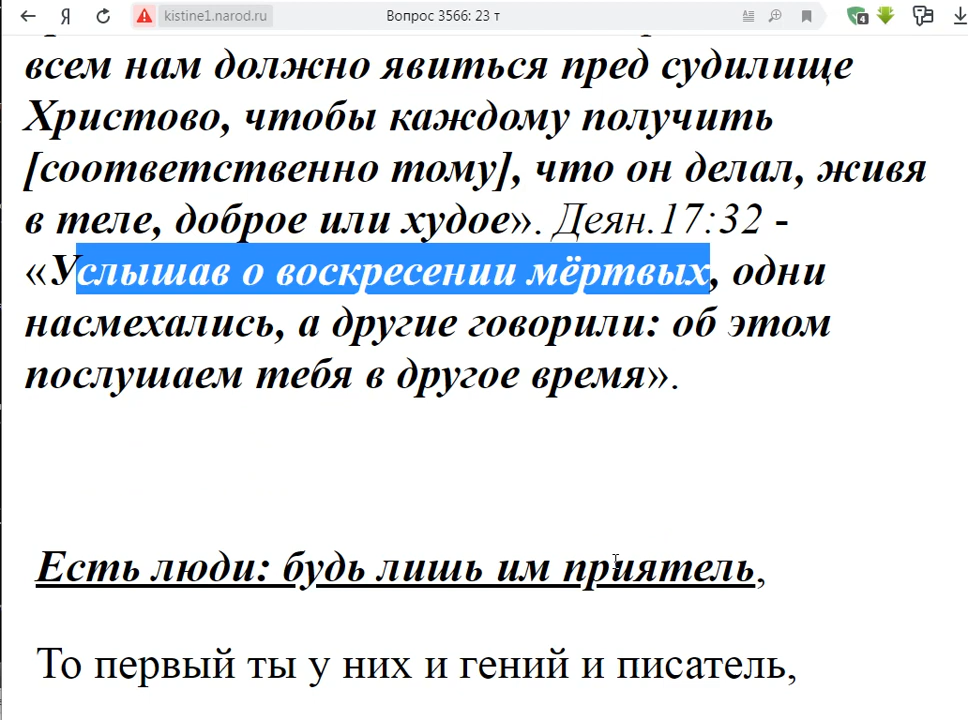 kistine1.narod.ru
Вопрос 3566: 23 т
4
всем нам должно явиться пред судилище
Христово, чтобы каждому получить
[соответственно тому], что он делал, живя
в теле, доброе или худое». Деян.17:32 -
«Услышав о воскресении мёртвых, одни
насмехались, а другие говорили: об этом
послушаем тебя в другое время».
Есть люди: будь лишь им приятель,
То первый ты у них и гений и писатель,